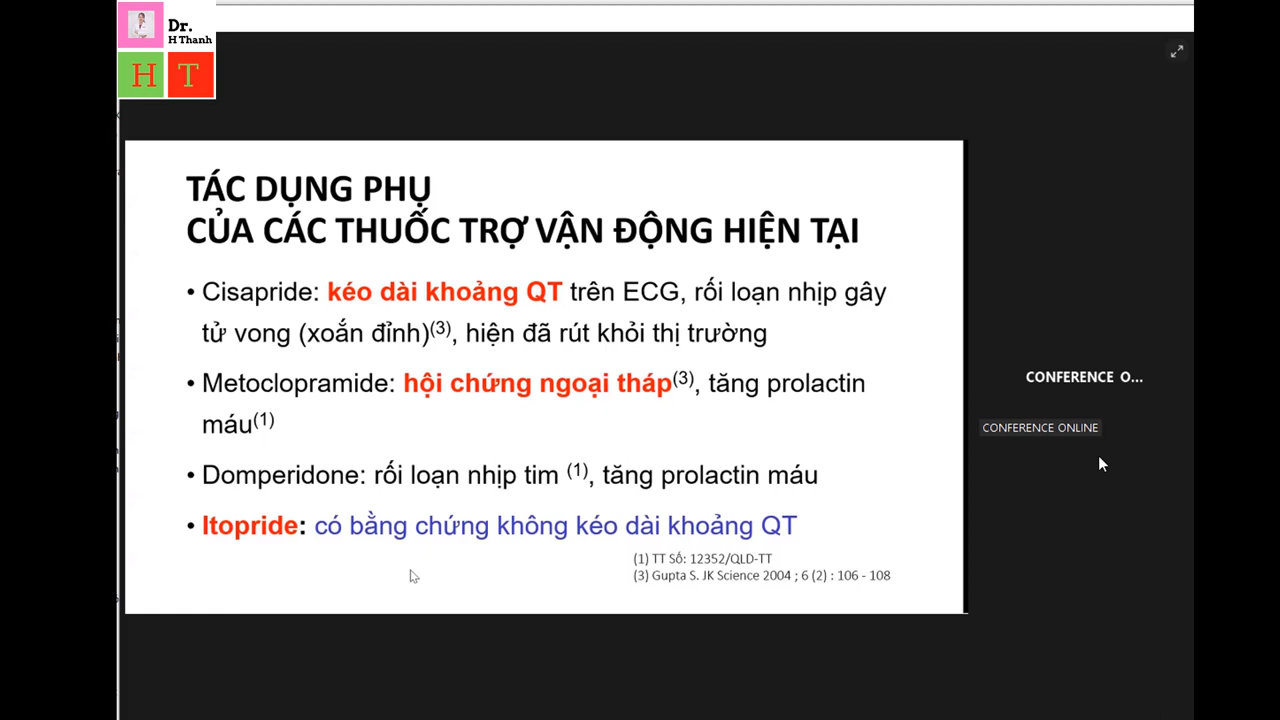 Dr.
H Thanh
H T
TÁC DỤNG PHỤ
CỦA CÁC THUỐC TRỢ VẬN ĐỘNG HIỆN TẠI
• Cisapride: kéo dài khoảng QT trên ECG, rối loạn nhịp gây
tử vong (xoắn đỉnh)(3), hiện đã rút khỏi thị trường
• Metoclopramide: hội chứng ngoại tháp(3), tăng prolactin
máu(1)
• Domperidone: rối loạn nhịp tim (1), tăng prolactin máu
• Itopride: có bằng chứng không kéo dài khoảng QT
(1) TT Số: 12352/QLD-TT
(3) Gupta S. JK Science 2004 ; 6 (2) : 106 - 108
CONFERENCE O...
CONFERENCE ONLINE